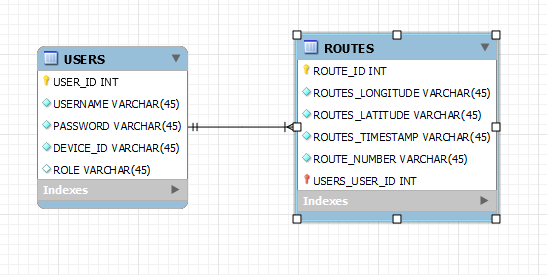 USERS
USER_ID INT
USERNAME VARCHAR(45)
PASSWORD VARCHAR(45)
DEVICE_ID VARCHAR(45)
ROLE VARCHAR(45)
Indexes
ROUTES
ROUTE_ID INT
ROUTES_LONGITUDE VARCHAR(45)
ROUTES_LATITUDE VARCHAR(45)
ROUTES_TIMESTAMP VARCHAR(45)
ROUTE_NUMBER VARCHAR(45)
USERS_USER_ID INT
Indexes